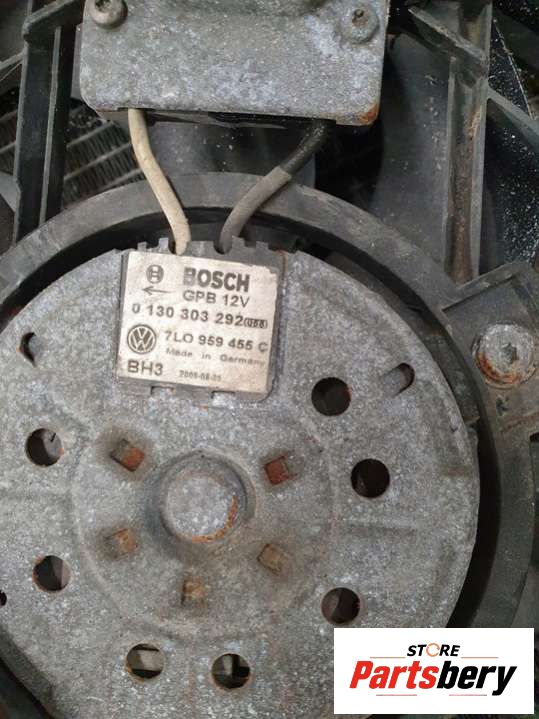 BOSCH
GPB 12V
0 130 303 292
7L0 959 455 C
Made in Germany
BH3
STORE
Partsbery